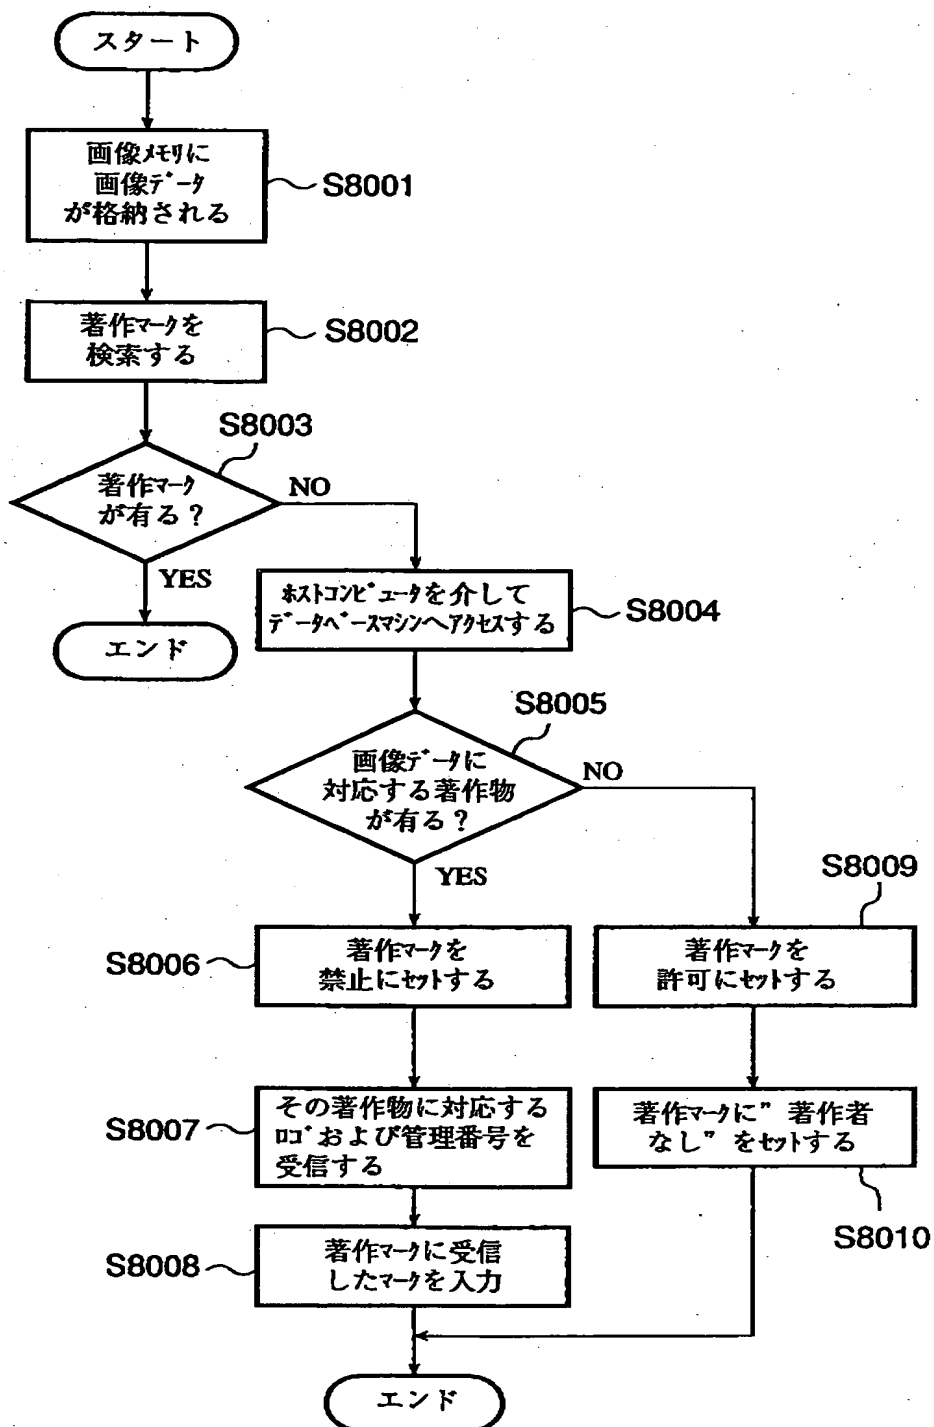 スタート
画像メモリに
画像データ
が格納される
S8001
著作マークを
検索する
S8002
S8003
著作マーク
が有る？
NO
YES
エンド
ホストコンピュータを介して
データベースマシンへアクセスする
S8004
S8005
画像データに
対応する著作物
が有る？
NO
YES
S8009
S8006
著作マークを
禁止にセットする
著作マークを
許可にセットする
S8007
その著作物に対応する
ロゴおよび管理番号を
受信する
著作マークに”著作者
なし”をセットする
S8010
S8008
著作マークに受信
したマークを入力
エンド